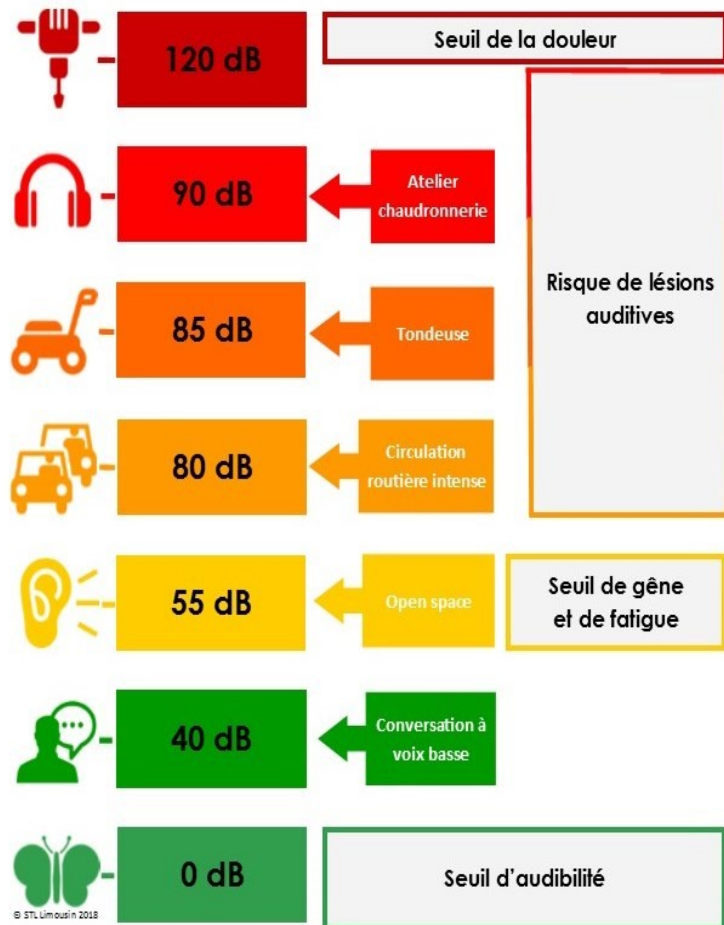 120 dB
Seuil de la douleur
90 dB
Atelier
chaudronnerie
Risque de lésions
auditives
85 dB
Tondeuse
80 dB
Circulation
routière intense
55 dB
Open space
Seuil de gêne
et de fatigue
40 dB
Conversation à
voix basse
0 dB
Seuil d'audibilité
© STL Limousin 2018